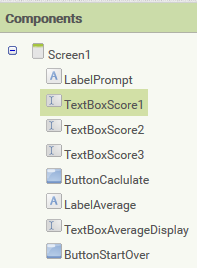 Components
Screen1
LabelPrompt
TextBoxScore1
TextBoxScore2
TextBoxScore3
ButtonCaclulate
LabelAverage
TextBoxAverageDisplay
ButtonStartOver